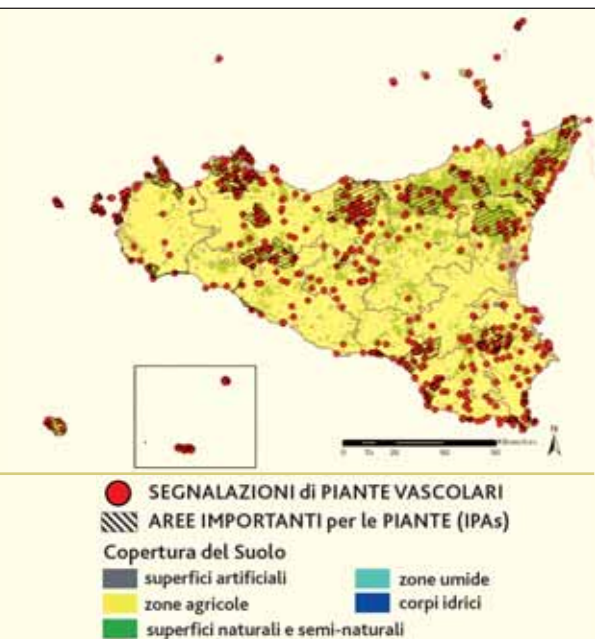 N
SEGNALAZIONI di PIANTE VASCOLARI
AREE IMPORTANTI per le PIANTE (IPAs)
Copertura del Suolo
superfici artificiali
zone umide
zone agricole
corpi idrici
superfici naturali e semi-naturali